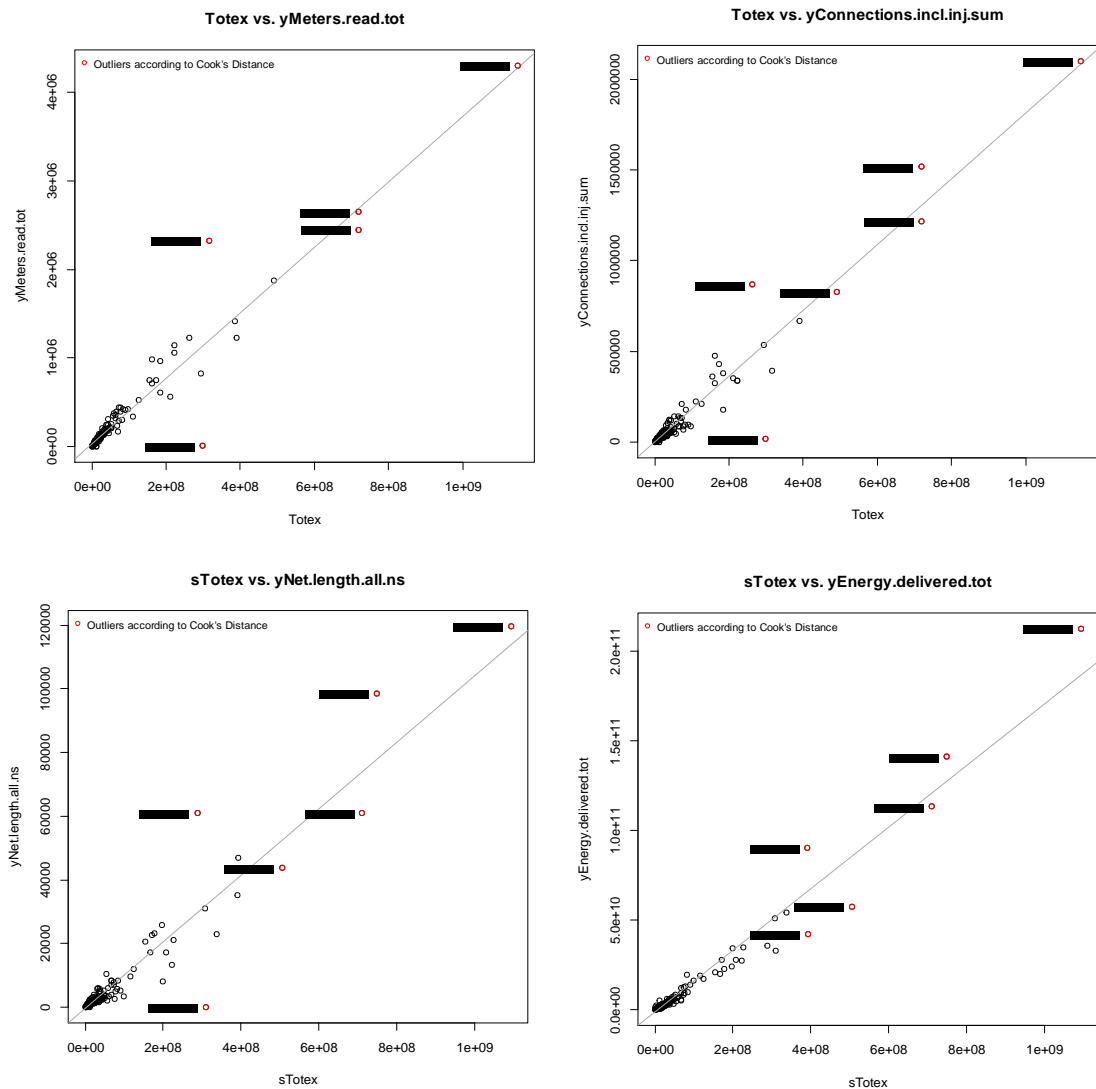 Totex vs. yMeters.read.tot
Outliers according to Cook's Distance
4e+06
3e+06
2e+06
1e+06
0e+00
yMeters.read.tot
0e+00 2e+08 4e+08 6e+08 8e+08 1e+09
Totex
Totex vs. yConnections.incl.inj.sum
Outliers according to Cook's Distance
2000000
1500000
1000000
500000
0
yConnections.incl.inj.sum
0e+00 2e+08 4e+08 6e+08 8e+08 1e+09
Totex
sTotex vs. yNet.length.all.ns
Outliers according to Cook's Distance
120000
100000
80000
60000
40000
20000
0
yNet.length.all.ns
0e+00 2e+08 4e+08 6e+08 8e+08 1e+09
sTotex
sTotex vs. yEnergy.delivered.tot
Outliers according to Cook's Distance
2.0e+11
1.5e+11
1.0e+11
5.0e+10
0.0e+00
yEnergy.delivered.tot
0e+00 2e+08 4e+08 6e+08 8e+08 1e+09
sTotex